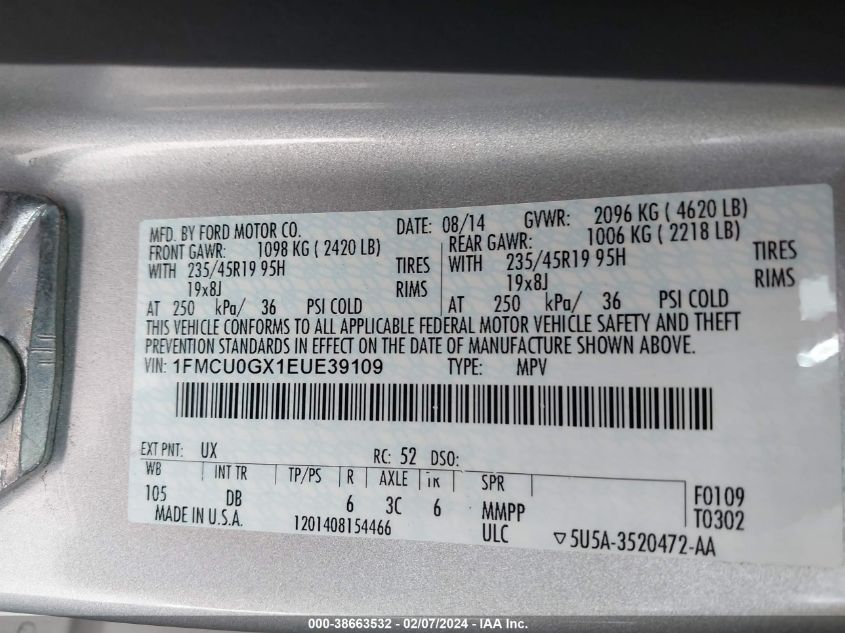 MFD. BY FORD MOTOR CO. DATE: 08/14 GVWR: 2096 KG ( 4620 LB)
FRONT GAWR: 1098 KG ( 2420 LB) REAR GAWR: 1006 KG ( 2218 LB)
WITH 235/45R19 95H TIRES WITH 235/45R19 95H TIRES
19x8J RIMS 19x8J RIMS
AT 250 kPa/ 36 PSI COLD AT 250 kPa/ 36 PSI COLD
THIS VEHICLE CONFORMS TO ALL APPLICABLE FEDERAL MOTOR VEHICLE SAFETY AND THEFT
PREVENTION STANDARDS IN EFFECT ON THE DATE OF MANUFACTURE SHOWN ABOVE.
VIN: 1FMCU0GX1EUE39109 TYPE: MPV
EXT PNT: UX RC: 52 DSO:
WB INT TR TP/PS R AXLE TR SPR
105 DB 6 3C 6 MMPP F0109
MADE IN U.S.A. 1201408154466 ULC T0302
▽5U5A-3520472-AA
000-38663532 - 02/07/2024 - IAA Inc.